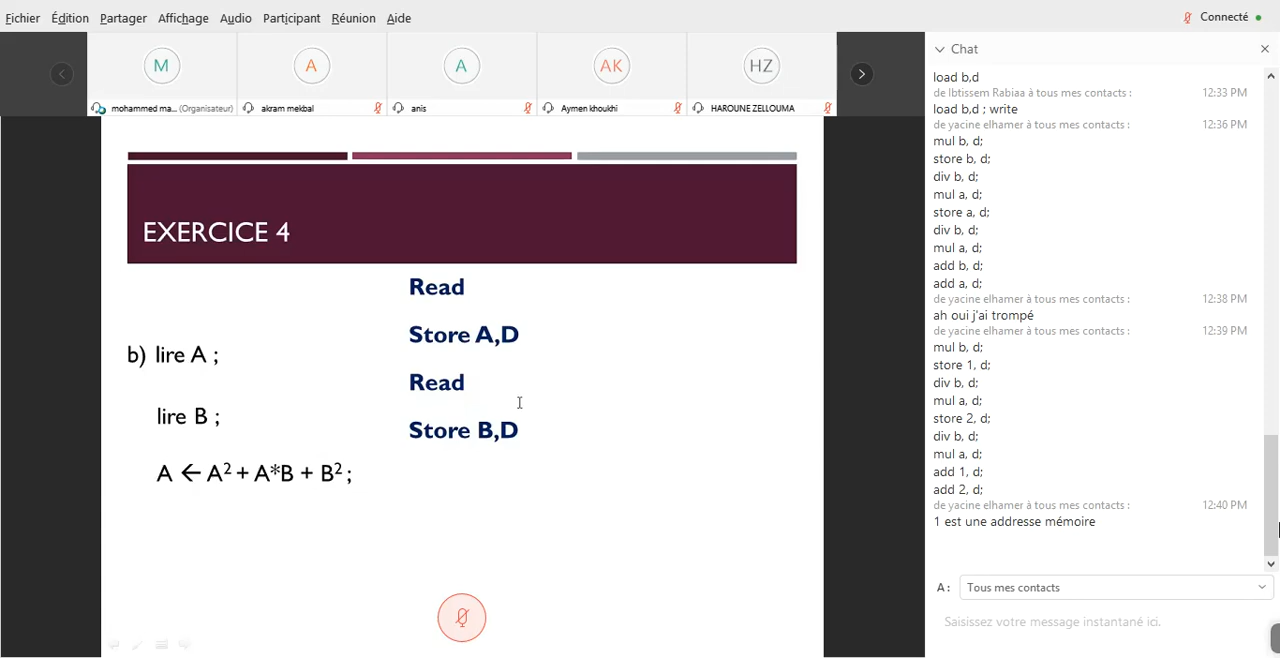 Fichier Édition Partager Affichage Audio Participant Réunion Aide
Connecté
M A A AK HZ
mohammed ma... (Organisateur) akram mekbal anis Aymen khoukhi HAROUNE ZELLOUMA
EXERCICE 4
Read
Store A,D
b) lire A ;
Read
lire B ;
Store B,D
A ← A² + A*B + B² ;
Chat
load b,d
de Ibtissem Rabiaa à tous mes contacts : 12:33 PM
load b,d ; write
de yacine elhamer à tous mes contacts : 12:36 PM
mul b, d;
store b, d;
div b, d;
mul a, d;
store a, d;
div b, d;
mul a, d;
add b, d;
add a, d;
de yacine elhamer à tous mes contacts : 12:38 PM
ah oui j'ai trompé
de yacine elhamer à tous mes contacts : 12:39 PM
mul b, d;
store 1, d;
div b, d;
mul a, d;
store 2, d;
div b, d;
mul a, d;
add 1, d;
add 2, d;
de yacine elhamer à tous mes contacts : 12:40 PM
1 est une addresse mémoire
A : Tous mes contacts
Saisissez votre message instantané ici.